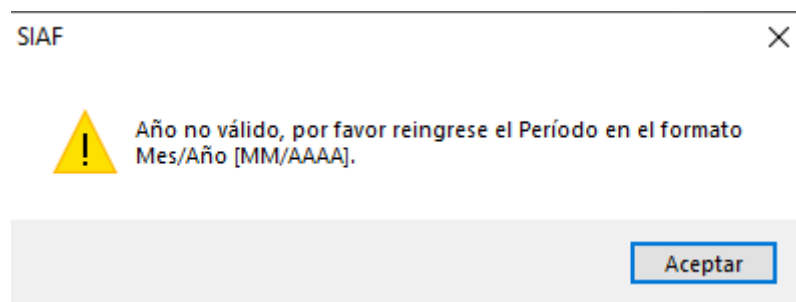 SIAF
Año no válido, por favor reingrese el Período en el formato
Mes/Año [MM/AAAA].
Aceptar